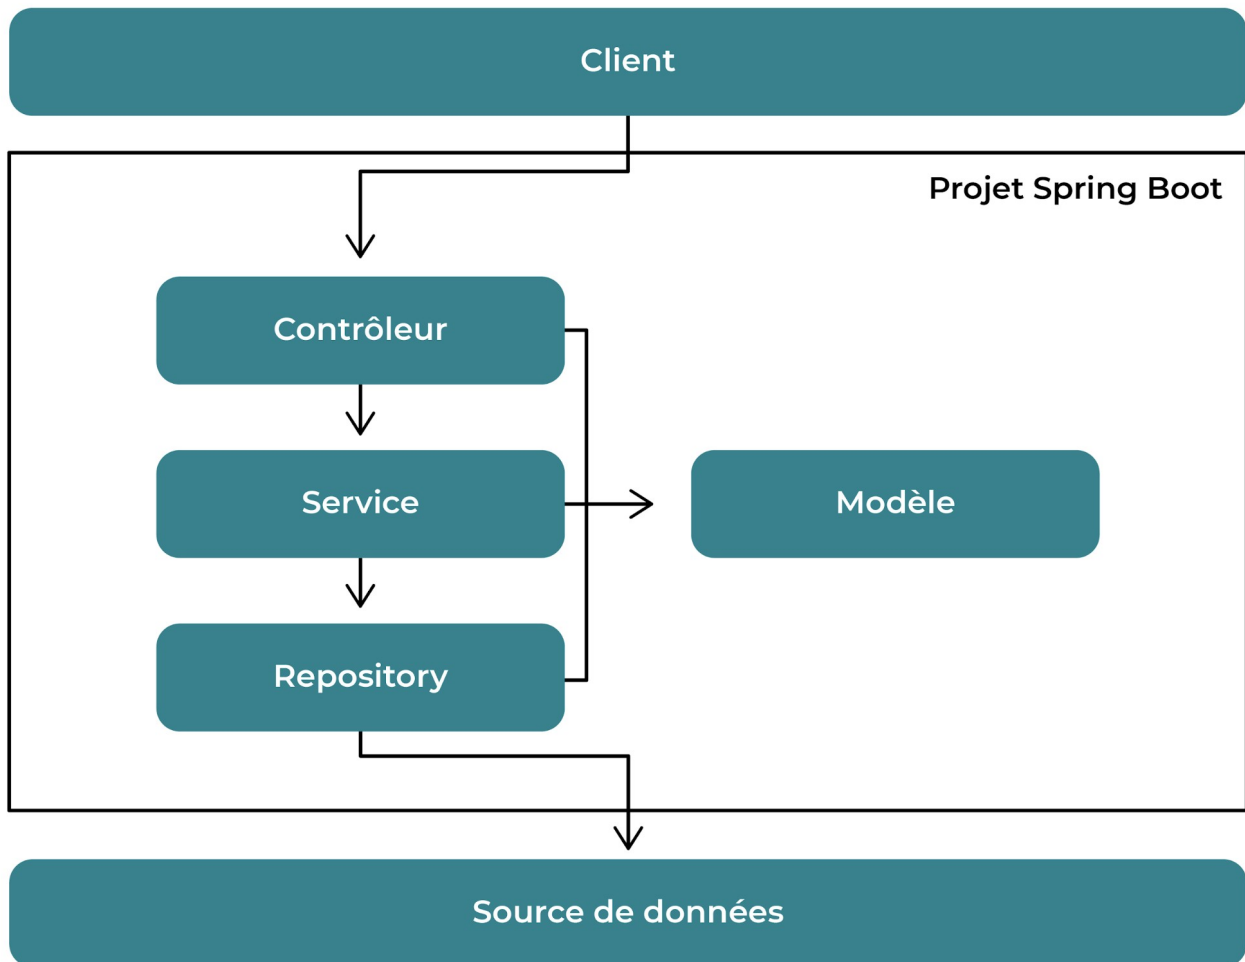 Client
Projet Spring Boot
Contrôleur
Service
Modèle
Repository
Source de données